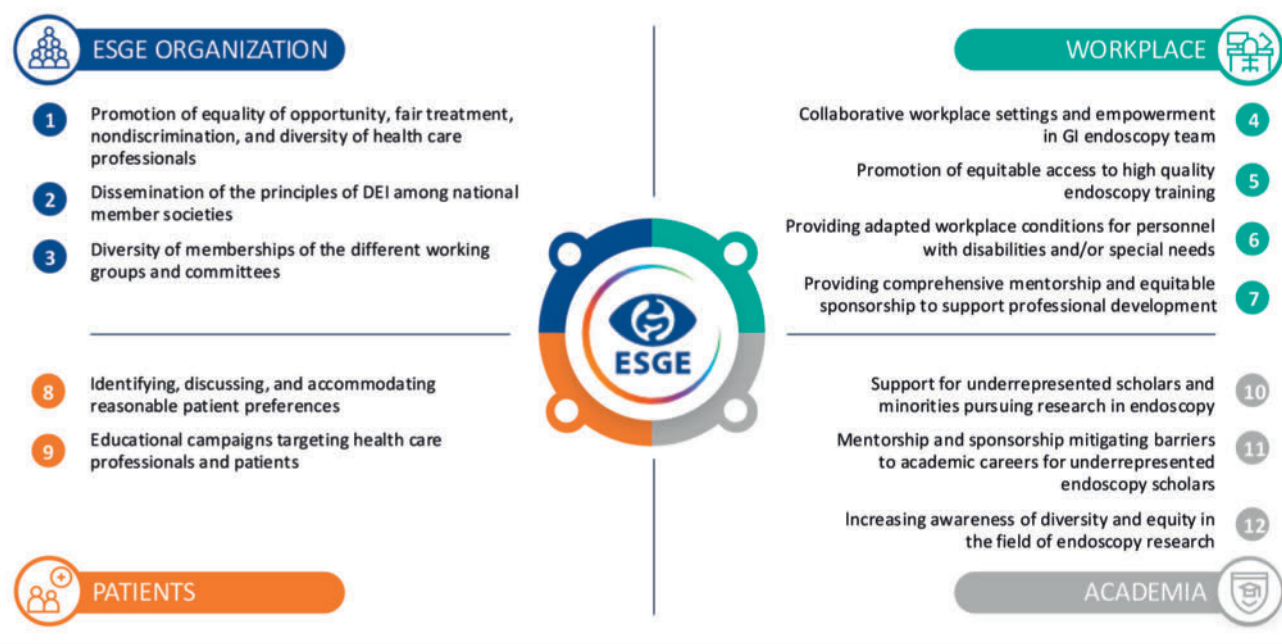 ESGE ORGANIZATION
1
Promotion of equality of opportunity, fair treatment,
nondiscrimination, and diversity of health care
professionals
2
Dissemination of the principles of DEI among national
member societies
3
Diversity of memberships of the different working
groups and committees
WORKPLACE
Collaborative workplace settings and empowerment
in GI endoscopy team
4
Promotion of equitable access to high quality
endoscopy training
5
Providing adapted workplace conditions for personnel
with disabilities and/or special needs
6
Providing comprehensive mentorship and equitable
sponsorship to support professional development
7
ESGE
8
Identifying, discussing, and accommodating
reasonable patient preferences
9
Educational campaigns targeting health care
professionals and patients
PATIENTS
Support for underrepresented scholars and
minorities pursuing research in endoscopy
10
Mentorship and sponsorship mitigating barriers
to academic careers for underrepresented
endoscopy scholars
11
Increasing awareness of diversity and equity in
the field of endoscopy research
12
ACADEMIA